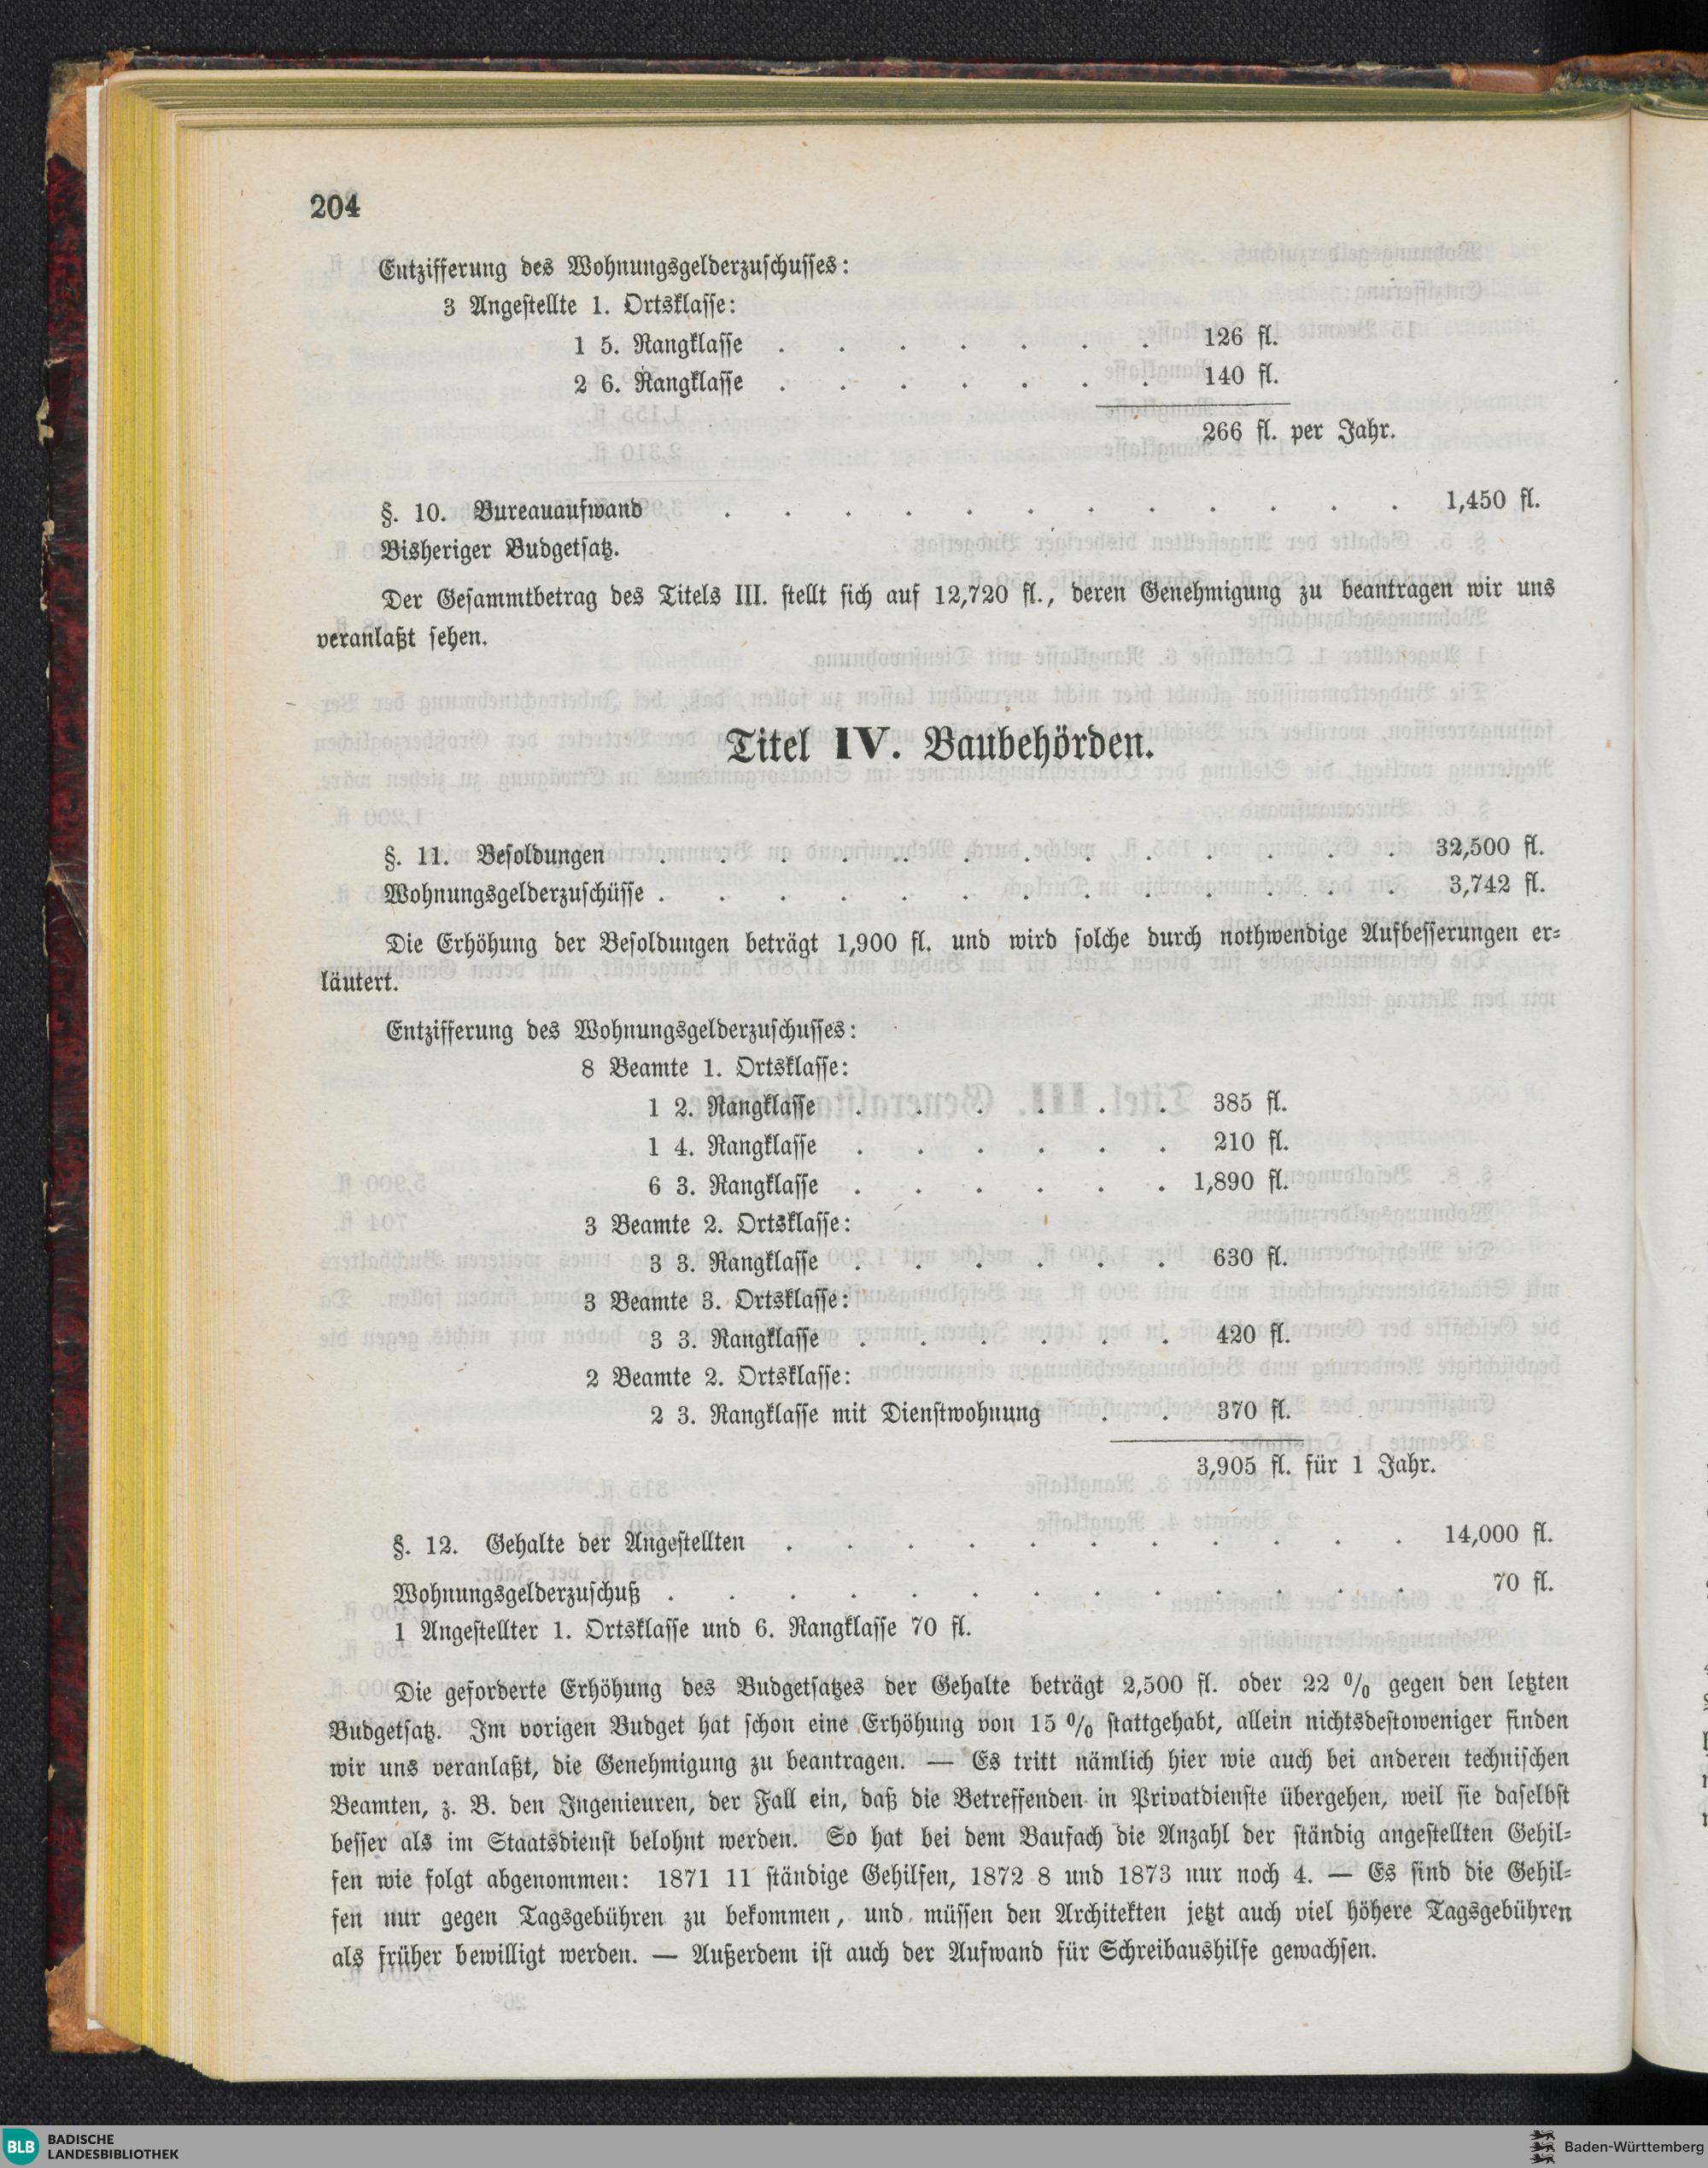 204
Entzifferung des Wohnungsgelderzuschusses:
3 Angestellte 1. Ortsklasse:
1 5. Rangklasse . . . . . . . 126 fl.
2 6. Rangklasse . . . . . . . 140 fl.
266 fl. per Jahr.
§. 10. Bureauaufwand . . . . . . . . . . . . 1,450 fl.
Bisheriger Budgetsatz.
Der Gesammtbetrag des Titels III. stellt sich auf 12,720 fl., deren Genehmigung zu beantragen wir uns
veranlaßt sehen.
Titel IV. Baubehörden.
§. 11. Besoldungen . . . . . . . . . . . . . 32,500 fl.
Wohnungsgelderzuschüsse . . . . . . . . . . . . . 3,742 fl.
Die Erhöhung der Besoldungen beträgt 1,900 fl. und wird solche durch nothwendige Aufbesserungen er-
läutert.
Entzifferung des Wohnungsgelderzuschusses:
8 Beamte 1. Ortsklasse:
1 2. Rangklasse . . . . . . 385 fl.
1 4. Rangklasse . . . . . . 210 fl.
6 3. Rangklasse . . . . . . 1,890 fl.
3 Beamte 2. Ortsklasse:
3 3. Rangklasse . . . . . . 630 fl.
3 Beamte 3. Ortsklasse:
3 3. Rangklasse . . . . . . 420 fl.
2 Beamte 2. Ortsklasse:
2 3. Rangklasse mit Dienstwohnung . . 370 fl.
3,905 fl. für 1 Jahr.
§. 12. Gehalte der Angestellten . . . . . . . . . . . 14,000 fl.
Wohnungsgelderzuschuß . . . . . . . . . . . . . 70 fl.
1 Angestellter 1. Ortsklasse und 6. Rangklasse 70 fl.
Die geforderte Erhöhung des Budgetsatzes der Gehalte beträgt 2,500 fl. oder 22 % gegen den letzten
Budgetsatz. Im vorigen Budget hat schon eine Erhöhung von 15 % stattgehabt, allein nichtsdestoweniger finden
wir uns veranlaßt, die Genehmigung zu beantragen. — Es tritt nämlich hier wie auch bei anderen technischen
Beamten, z. B. den Ingenieuren, der Fall ein, daß die Betreffenden in Privatdienste übergehen, weil sie daselbst
besser als im Staatsdienst belohnt werden. So hat bei dem Baufach die Anzahl der ständig angestellten Gehil-
fen wie folgt abgenommen: 1871 11 ständige Gehilfen, 1872 8 und 1873 nur noch 4. — Es sind die Gehil-
fen nur gegen Tagsgebühren zu bekommen, und müssen den Architekten jetzt auch viel höhere Tagsgebühren
als früher bewilligt werden. — Außerdem ist auch der Aufwand für Schreibaushilfe gewachsen.
BLB BADISCHE
LANDESBIBLIOTHEK
Baden-Württemberg